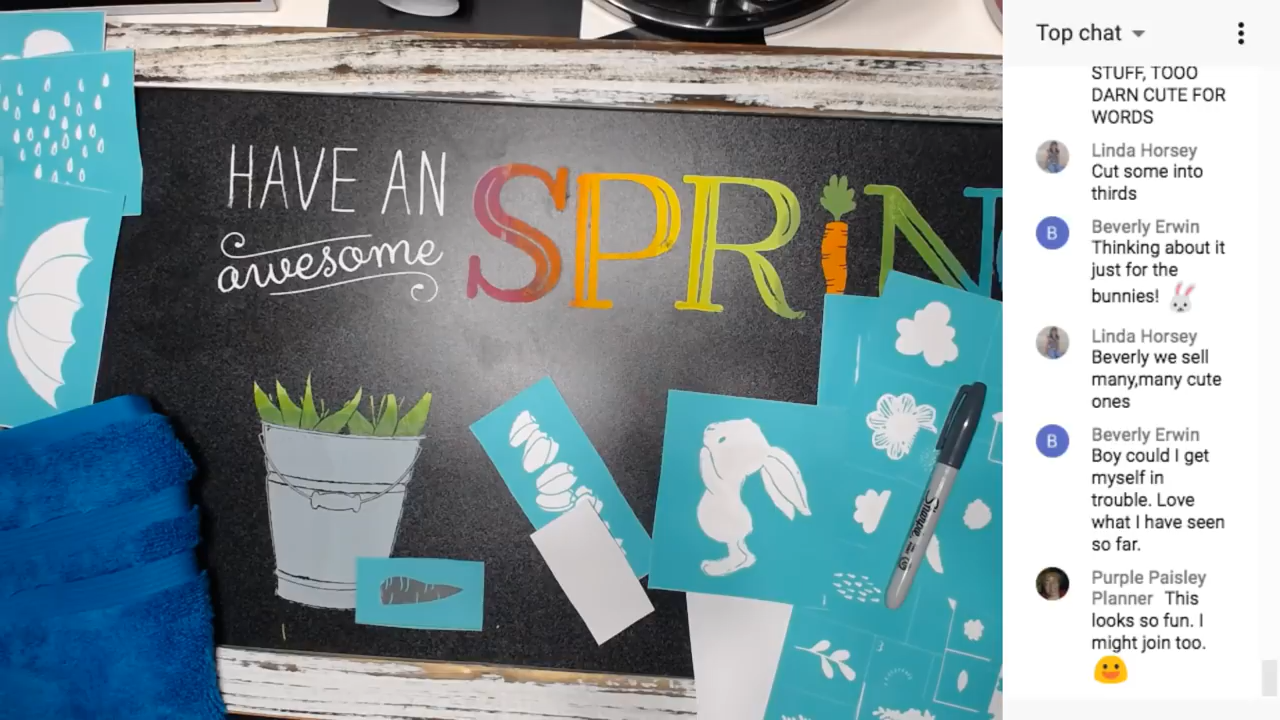 HAVE AN
awesome
SPRIN
Sharpie
3
Top chat
STUFF, TOOO
DARN CUTE FOR
WORDS
Linda Horsey
Cut some into
thirds
B
Beverly Erwin
Thinking about it
just for the
bunnies!
Linda Horsey
Beverly we sell
many,many cute
ones
B
Beverly Erwin
Boy could I get
myself in
trouble. Love
what I have seen
so far.
Purple Paisley
Planner This
looks so fun. I
might join too.